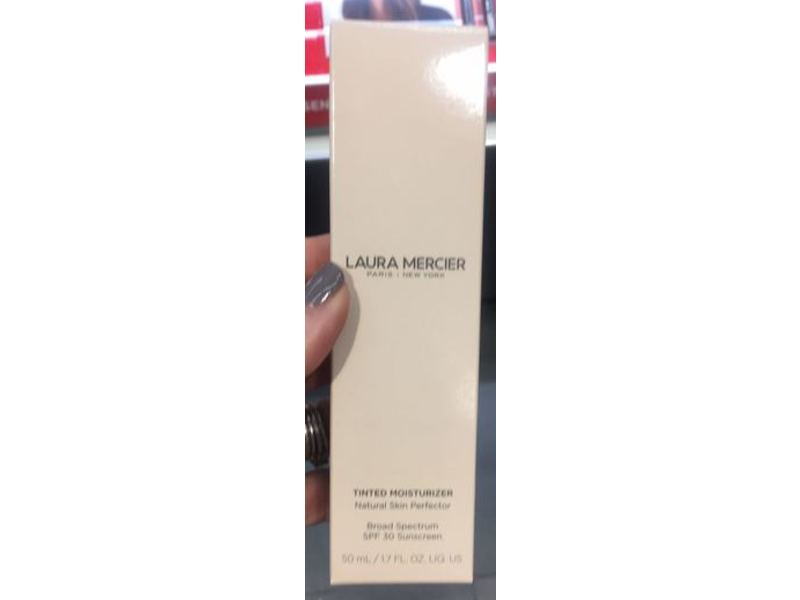 LAURA MERCIER
PARIS | NEW YORK
TINTED MOISTURIZER
Natural Skin Perfector
Broad Spectrum
SPF 30 Sunscreen
50 mL / 1.7 FL. OZ. LIQ. US